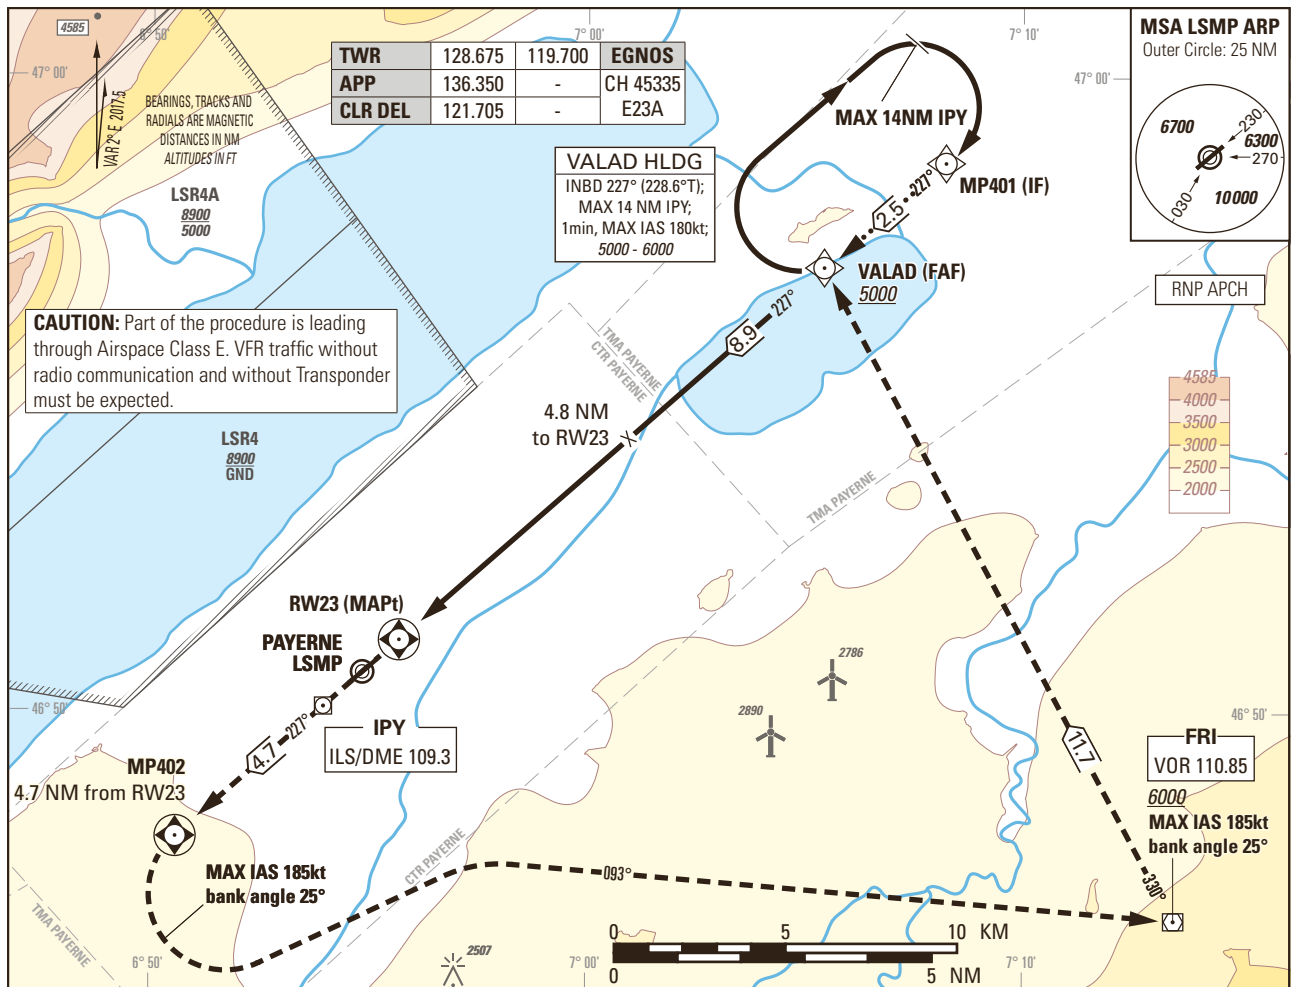 4585
6° 50'
7° 00'
7° 10'
47° 00'
47° 00'
VAR 2° E 2017.5
BEARINGS, TRACKS AND
RADIALS ARE MAGNETIC
DISTANCES IN NM
ALTITUDES IN FT
TWR 128.675 119.700 EGNOS
APP 136.350 - CH 45335
CLR DEL 121.705 - E23A
MSA LSMP ARP
Outer Circle: 25 NM
6700
230
6300
270
10000
030
MAX 14NM IPY
VALAD HLDG
INBD 227° (228.6°T);
MAX 14 NM IPY;
1min, MAX IAS 180kt;
5000 - 6000
MP401 (IF)
227°
2.5
LSR4A
8900
5000
VALAD (FAF)
5000
RNP APCH
227°
8.9
CAUTION: Part of the procedure is leading
through Airspace Class E. VFR traffic without
radio communication and without Transponder
must be expected.
TMA PAYERNE
CTR PAYERNE
4585
4000
3500
3000
2500
2000
4.8 NM
to RW23
LSR4
8900
GND
TMA PAYERNE
RW23 (MAPt)
PAYERNE
LSMP
2786
2890
46° 50'
46° 50'
227°
4.7
IPY
ILS/DME 109.3
11.7
FRI
VOR 110.85
6000
MAX IAS 185kt
bank angle 25°
MP402
4.7 NM from RW23
MAX IAS 185kt
bank angle 25°
CTR PAYERNE
093°
330°
TMA PAYERNE
2507
0 5 10 KM
0 5 NM
6° 50'
7° 00'
7° 10'